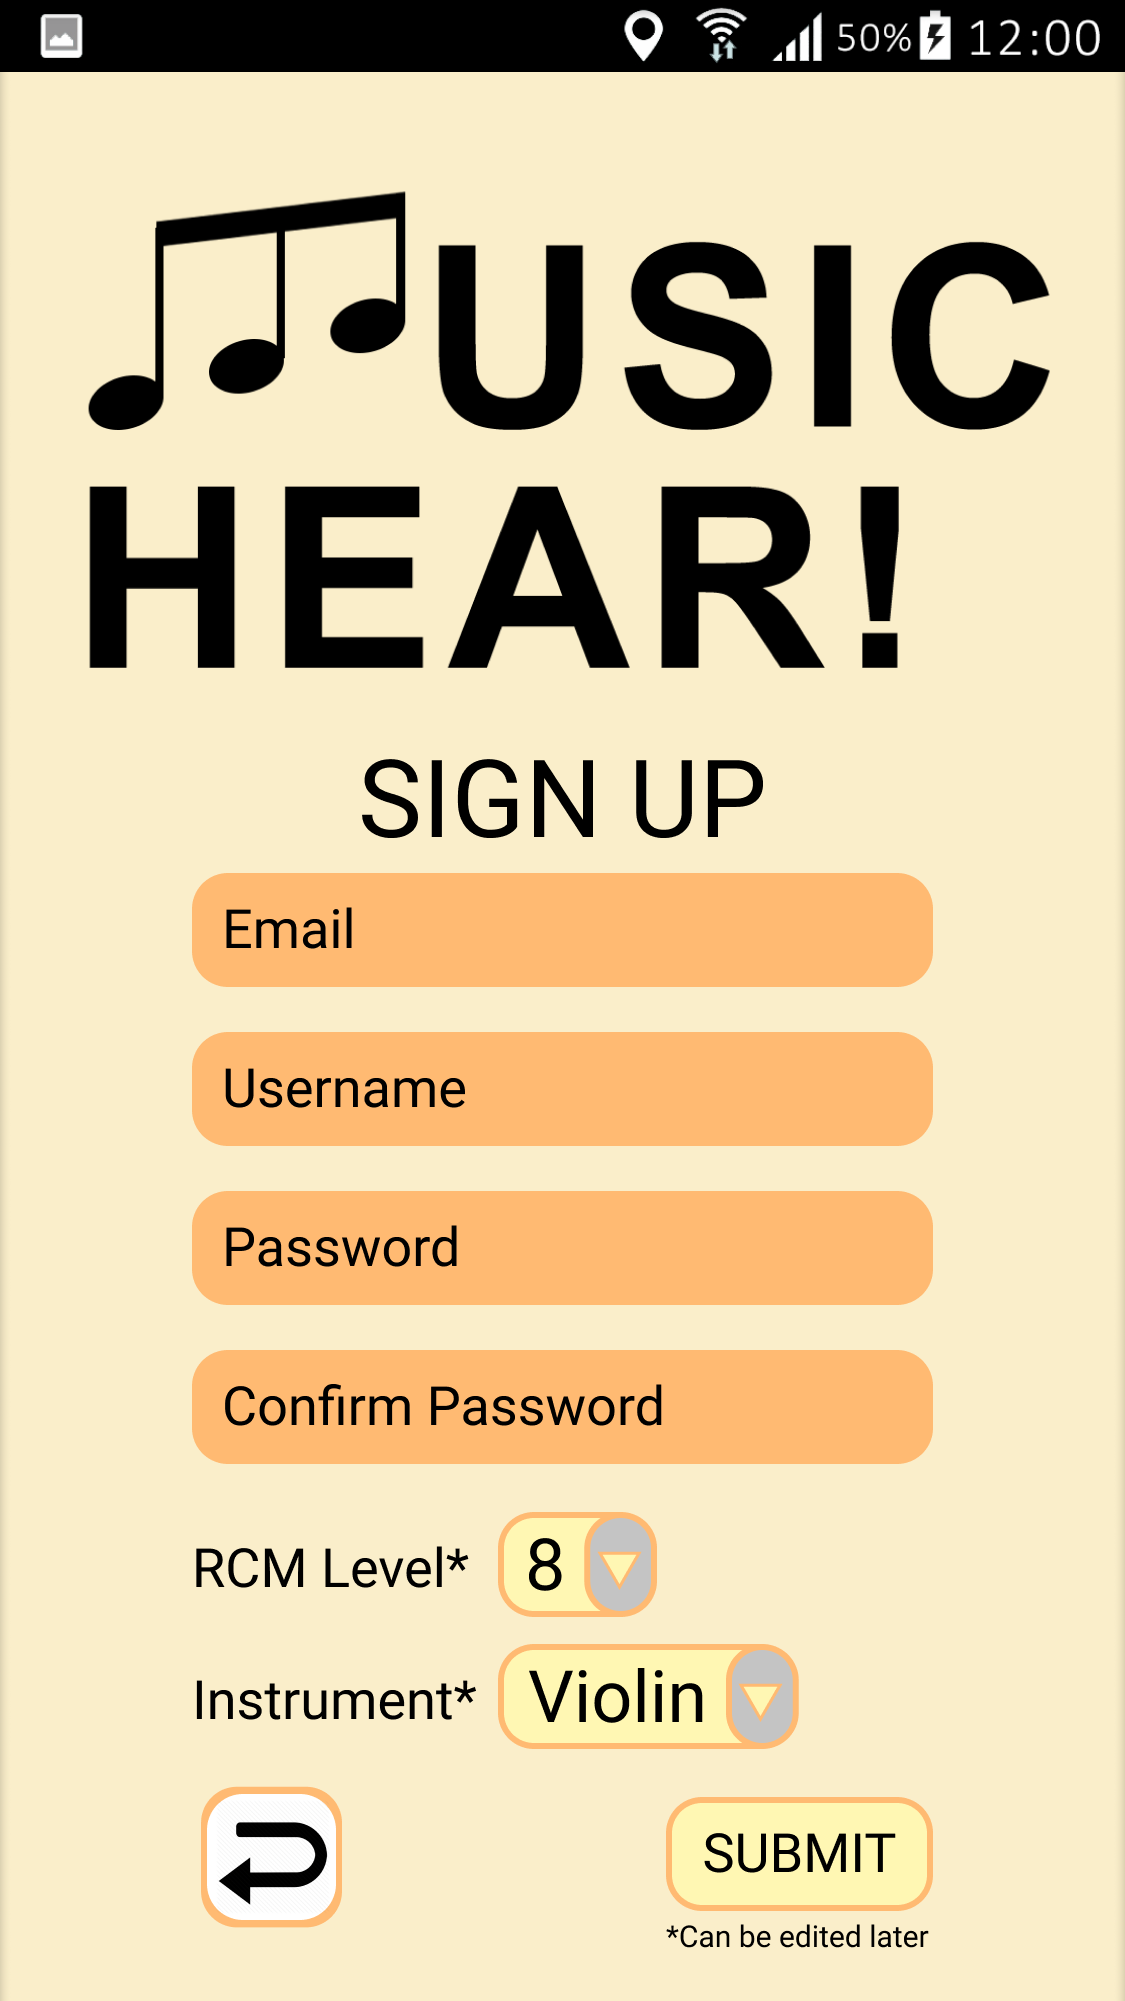 50% 12:00
USIC
HEAR!
SIGN UP
Email
Username
Password
Confirm Password
RCM Level* 8
Instrument* Violin
SUBMIT
*Can be edited later